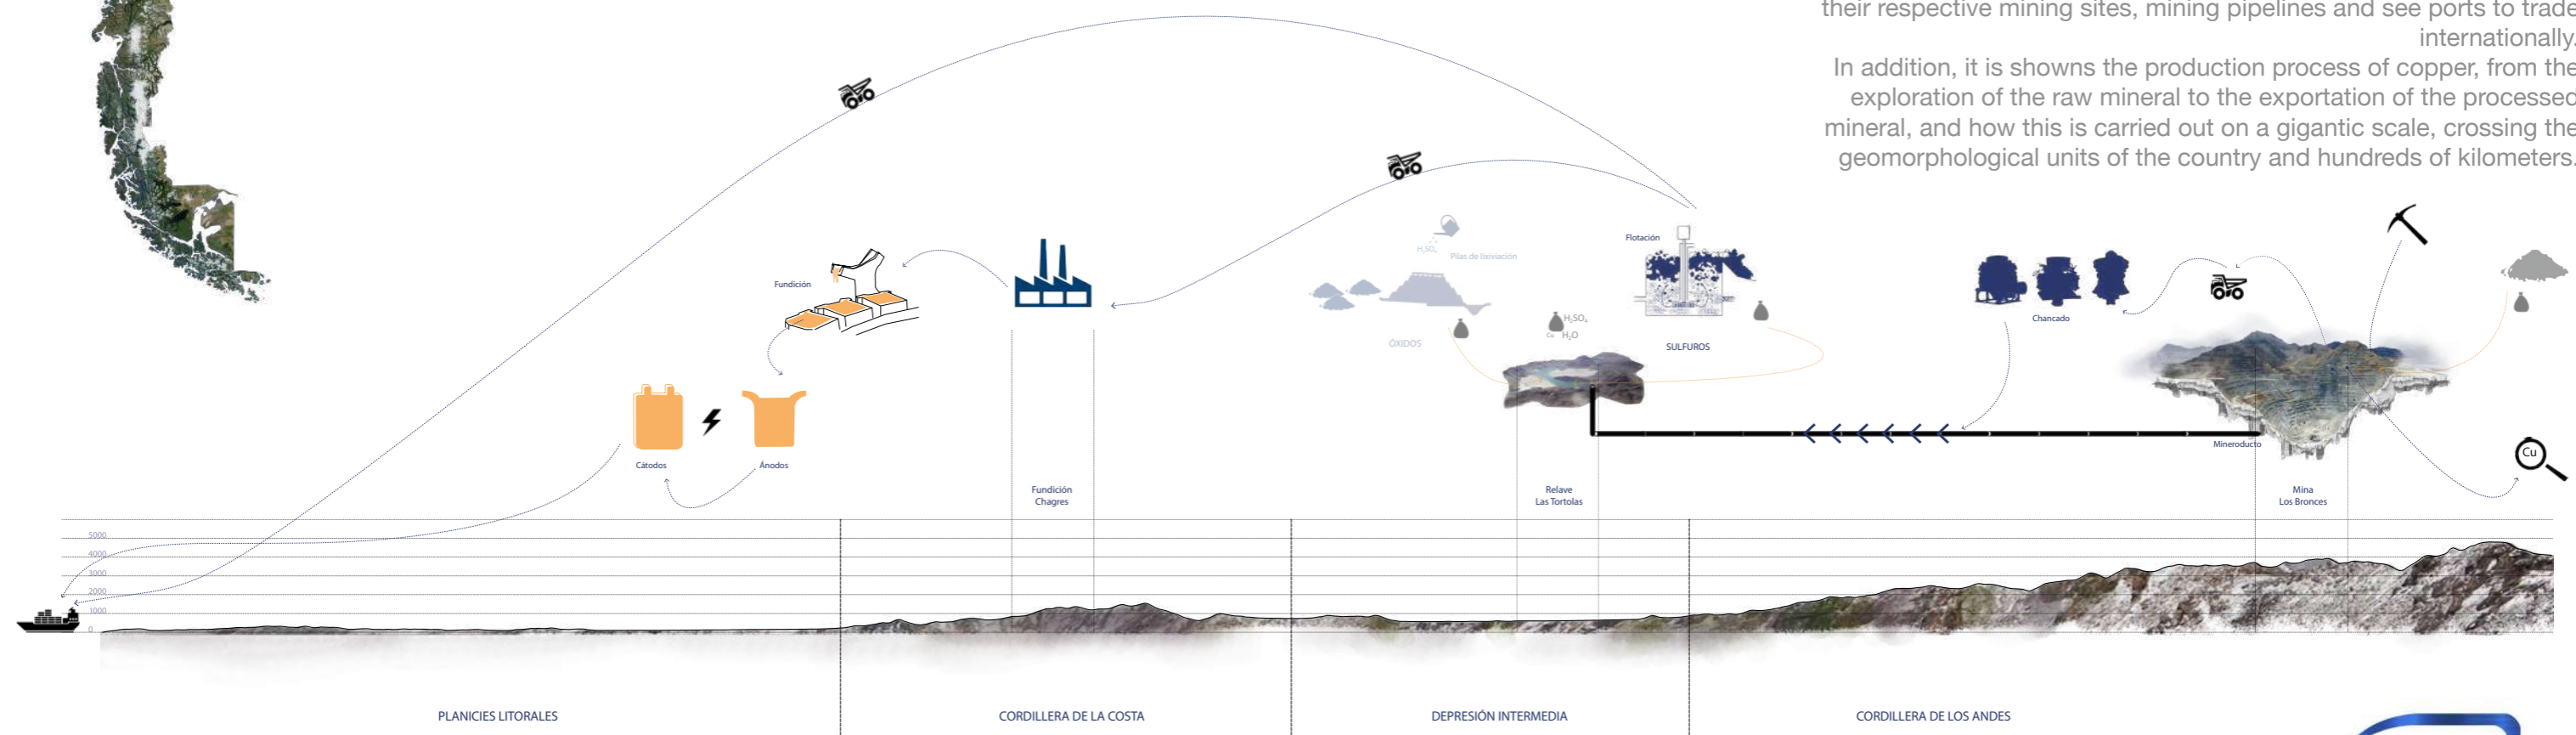 their respective mining sites, mining pipelines and see ports to trade
internationally.
In addition, it is showns the production process of copper, from the
exploration of the raw mineral to the exportation of the processed
mineral, and how this is carried out on a gigantic scale, crossing the
geomorphological units of the country and hundreds of kilometers.
Flotación
H₂SO₄
Pilas de lixiviación
Fundición
Chancado
H₂SO₄
Cu H₂O
ÓXIDOS
SULFUROS
Mineroducto
Cu
Cátodos
Ánodos
Fundición
Chagres
Relave
Las Tortolas
Mina
Los Bronces
5000
4000
3000
2000
1000
0
PLANICIES LITORALES
CORDILLERA DE LA COSTA
DEPRESIÓN INTERMEDIA
CORDILLERA DE LOS ANDES